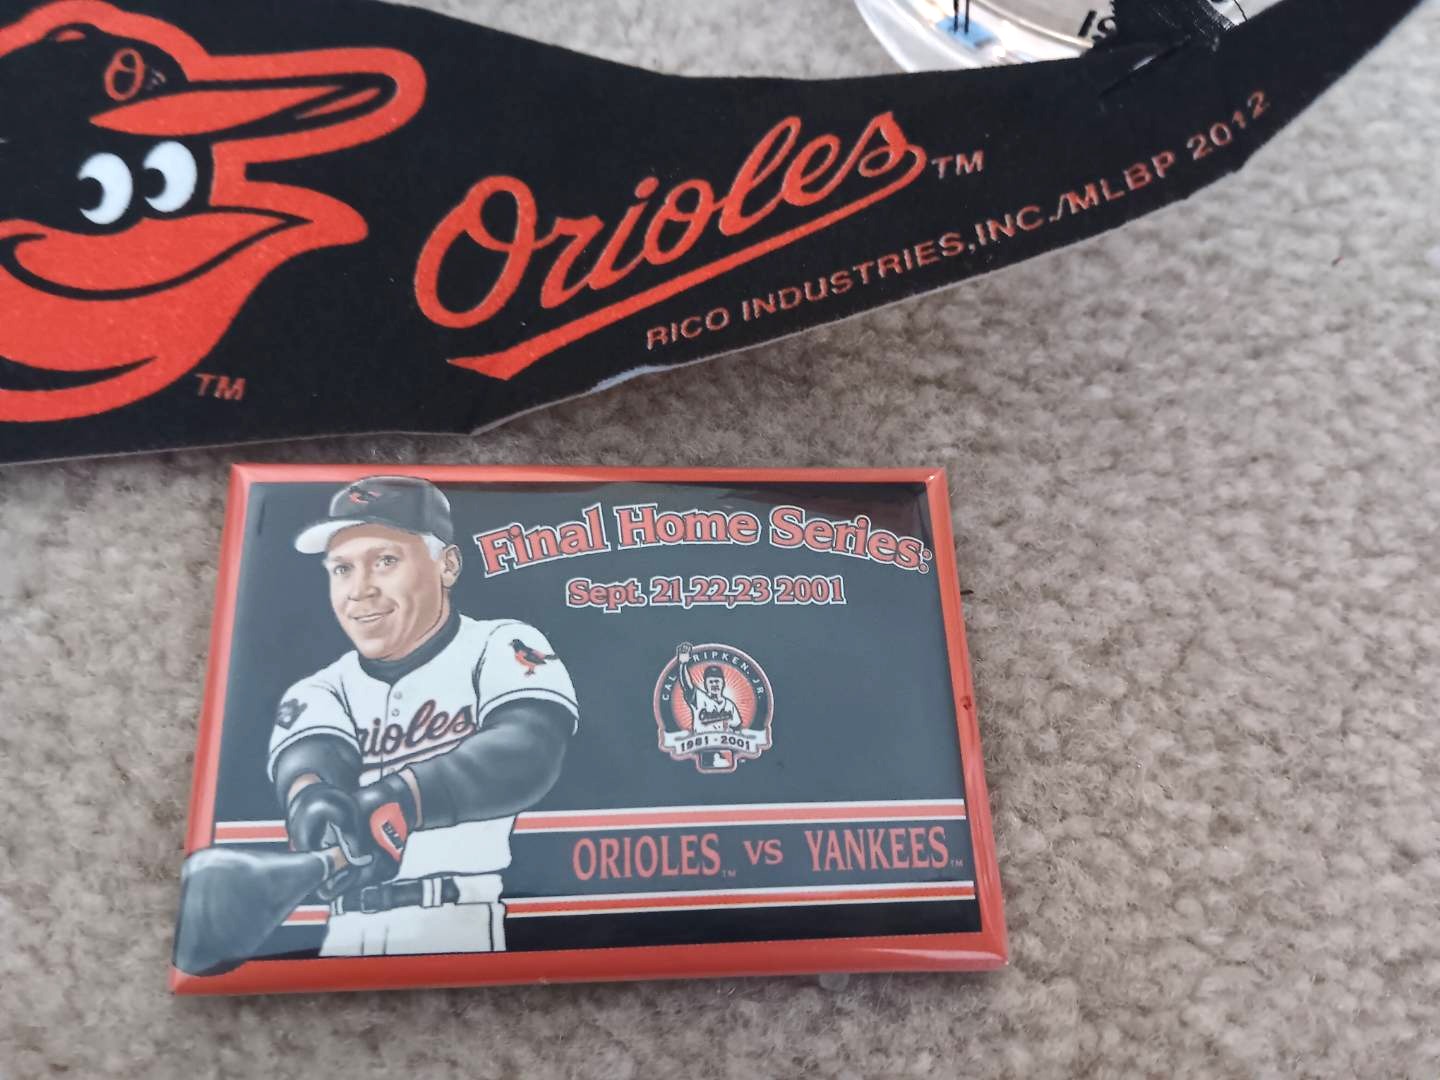 Orioles™
RICO INDUSTRIES, INC./MLBP 2012
TM
Final Home Series:
Sept. 21,22,23 2001
CAL RIPKEN, JR.
Orioles
1981 - 2001
rioles
ORIOLES™ VS YANKEES™